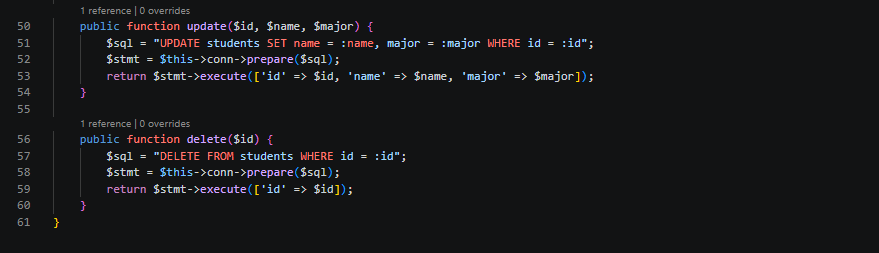 1 reference | 0 overrides
50 public function update($id, $name, $major) {
51 $sql = "UPDATE students SET name = :name, major = :major WHERE id = :id";
52 $stmt = $this->conn->prepare($sql);
53 return $stmt->execute(['id' => $id, 'name' => $name, 'major' => $major]);
54 }
55
1 reference | 0 overrides
56 public function delete($id) {
57 $sql = "DELETE FROM students WHERE id = :id";
58 $stmt = $this->conn->prepare($sql);
59 return $stmt->execute(['id' => $id]);
60 }
61 }